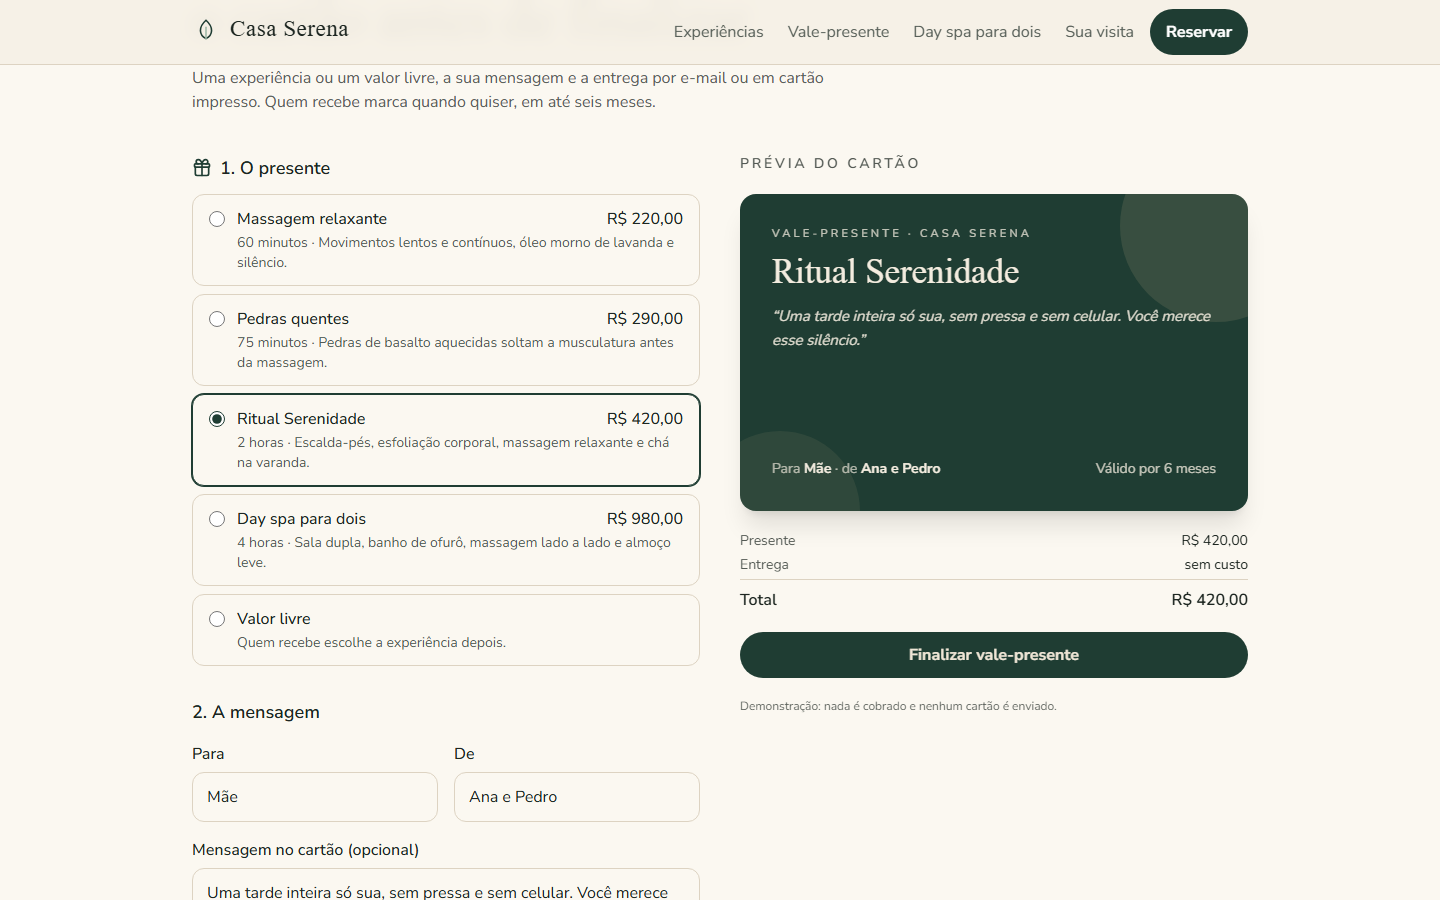 Casa Serena
Experiências
Vale-presente
Day spa para dois
Sua visita
Reservar
Uma experiência ou um valor livre, a sua mensagem e a entrega por e-mail ou em cartão
impresso. Quem recebe marca quando quiser, em até seis meses.
1. O presente
Massagem relaxante R$ 220,00
60 minutos · Movimentos lentos e contínuos, óleo morno de lavanda e
silêncio.
Pedras quentes R$ 290,00
75 minutos · Pedras de basalto aquecidas soltam a musculatura antes
da massagem.
Ritual Serenidade R$ 420,00
2 horas · Escalda-pés, esfoliação corporal, massagem relaxante e chá
na varanda.
Day spa para dois R$ 980,00
4 horas · Sala dupla, banho de ofurô, massagem lado a lado e almoço
leve.
Valor livre
Quem recebe escolhe a experiência depois.
2. A mensagem
Para
Mãe
De
Ana e Pedro
Mensagem no cartão (opcional)
Uma tarde inteira só sua, sem pressa e sem celular. Você merece
PRÉVIA DO CARTÃO
VALE-PRESENTE · CASA SERENA
Ritual Serenidade
“Uma tarde inteira só sua, sem pressa e sem celular. Você merece
esse silêncio.”
Para Mãe · de Ana e Pedro
Válido por 6 meses
Presente R$ 420,00
Entrega sem custo
Total R$ 420,00
Finalizar vale-presente
Demonstração: nada é cobrado e nenhum cartão é enviado.